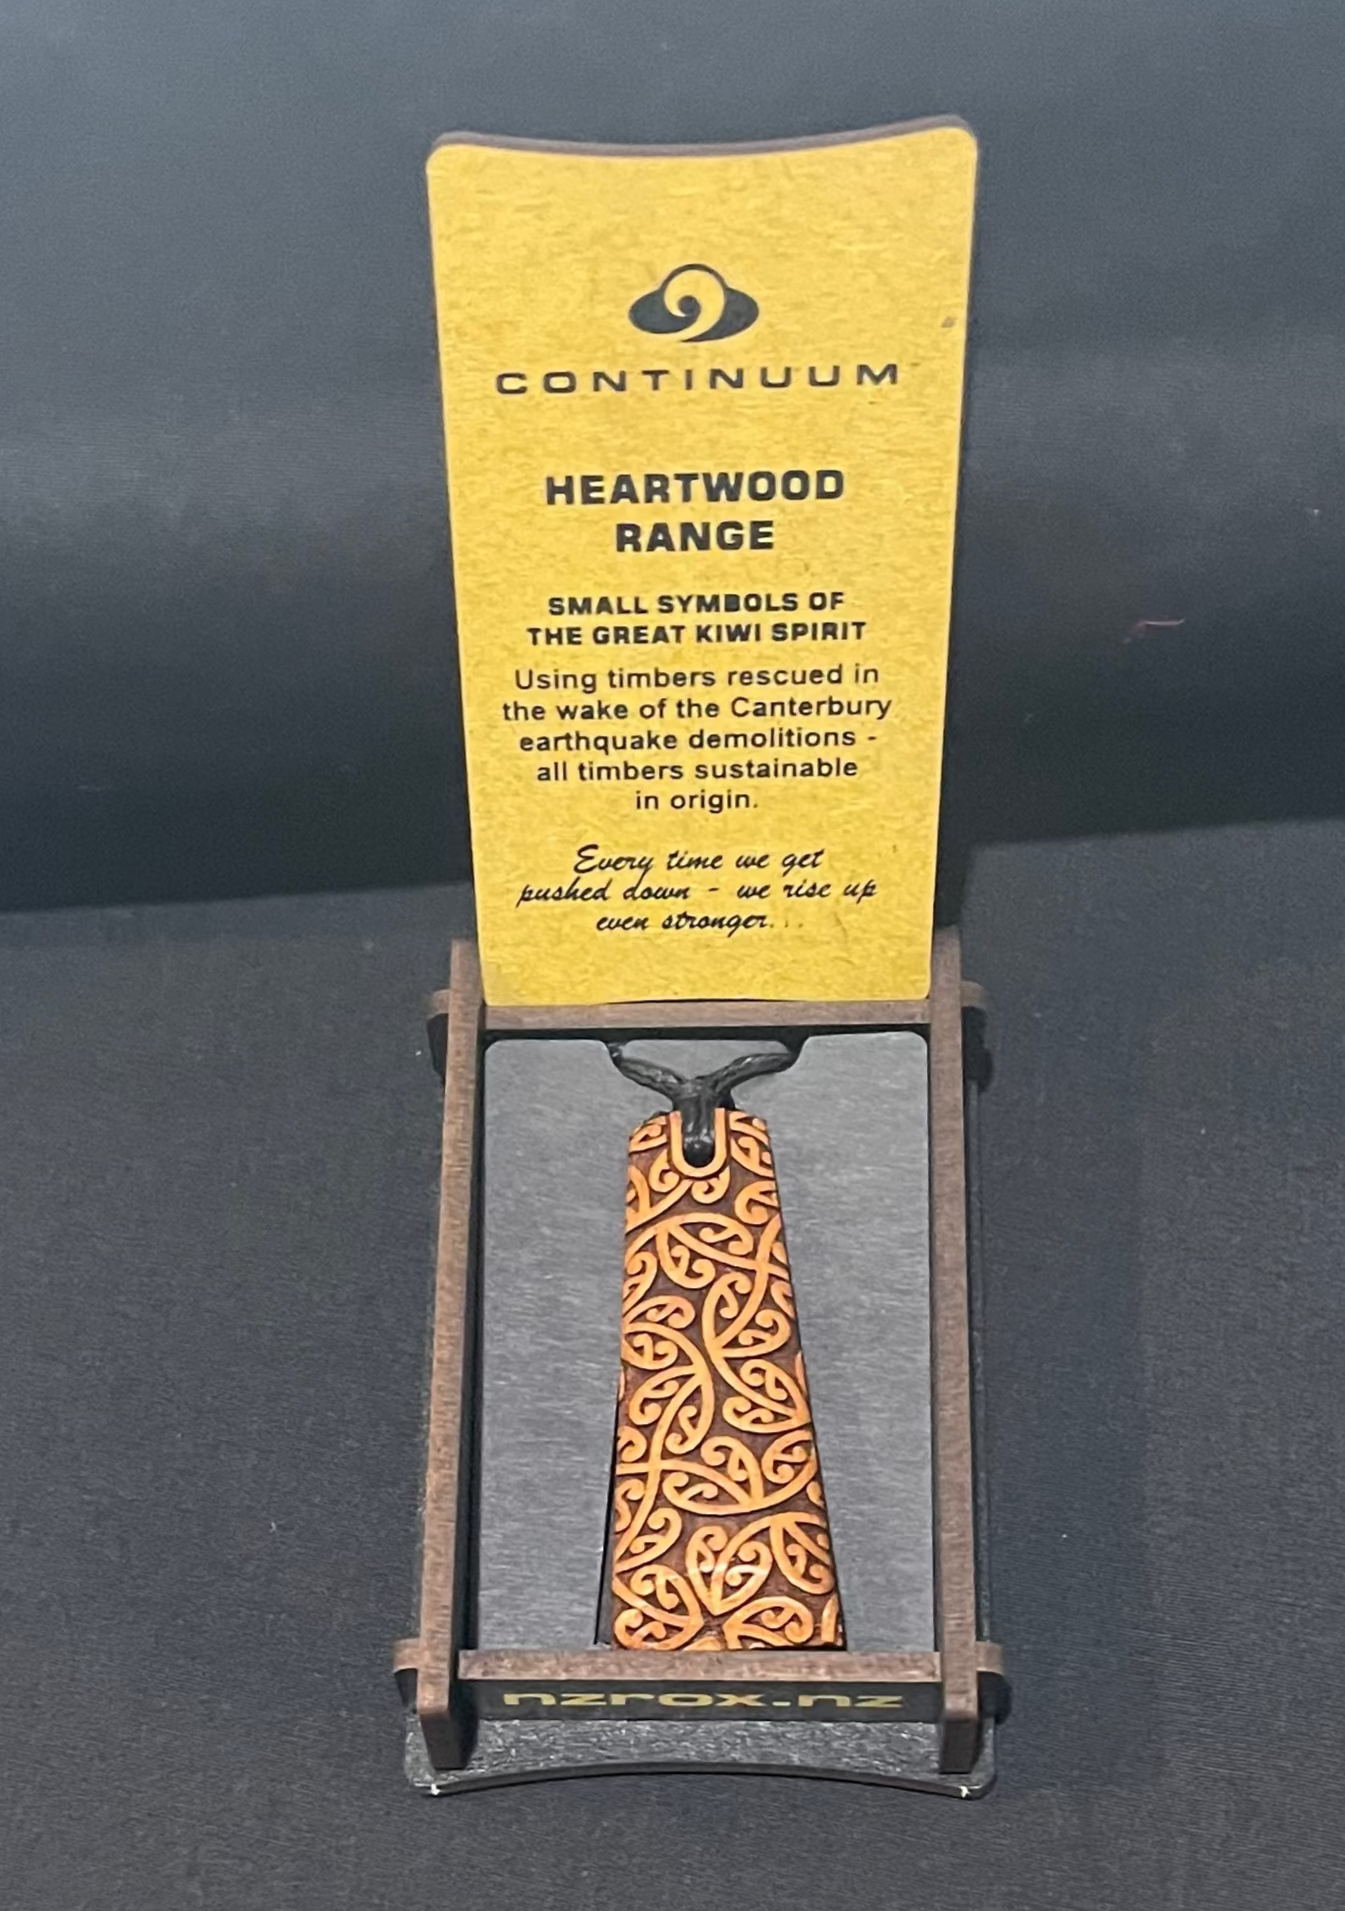 CONTINUUM
HEARTWOOD
RANGE
SMALL SYMBOLS OF
THE GREAT KIWI SPIRIT
Using timbers rescued in
the wake of the Canterbury
earthquake demolitions -
all timbers sustainable
in origin.
Every time we get
pushed down - we rise up
even stronger...
nzrox.nz